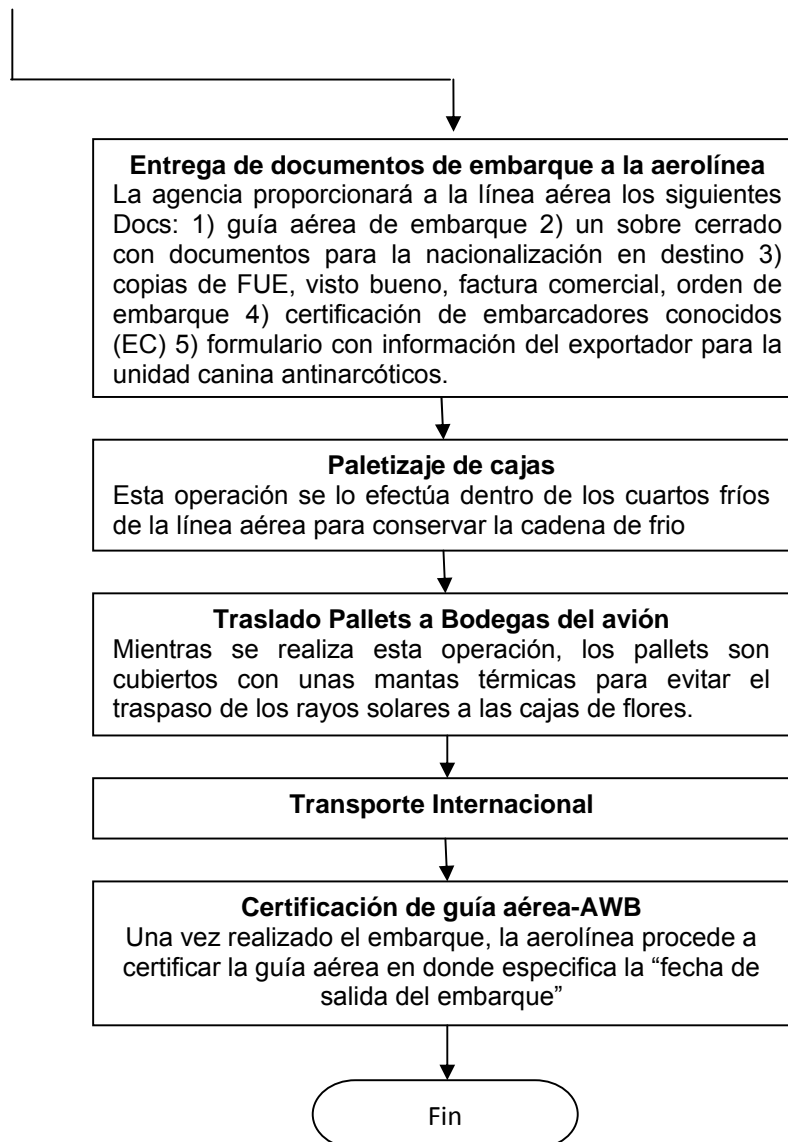 Entrega de documentos de embarque a la aerolínea
La agencia proporcionará a la línea aérea los siguientes
Docs: 1) guía aérea de embarque 2) un sobre cerrado
con documentos para la nacionalización en destino 3)
copias de FUE, visto bueno, factura comercial, orden de
embarque 4) certificación de embarcadores conocidos
(EC) 5) formulario con información del exportador para la
unidad canina antinarcóticos.
Paletizaje de cajas
Esta operación se lo efectúa dentro de los cuartos fríos
de la línea aérea para conservar la cadena de frio
Traslado Pallets a Bodegas del avión
Mientras se realiza esta operación, los pallets son
cubiertos con unas mantas térmicas para evitar el
traspaso de los rayos solares a las cajas de flores.
Transporte Internacional
Certificación de guía aérea-AWB
Una vez realizado el embarque, la aerolínea procede a
certificar la guía aérea en donde especifica la “fecha de
salida del embarque”
Fin